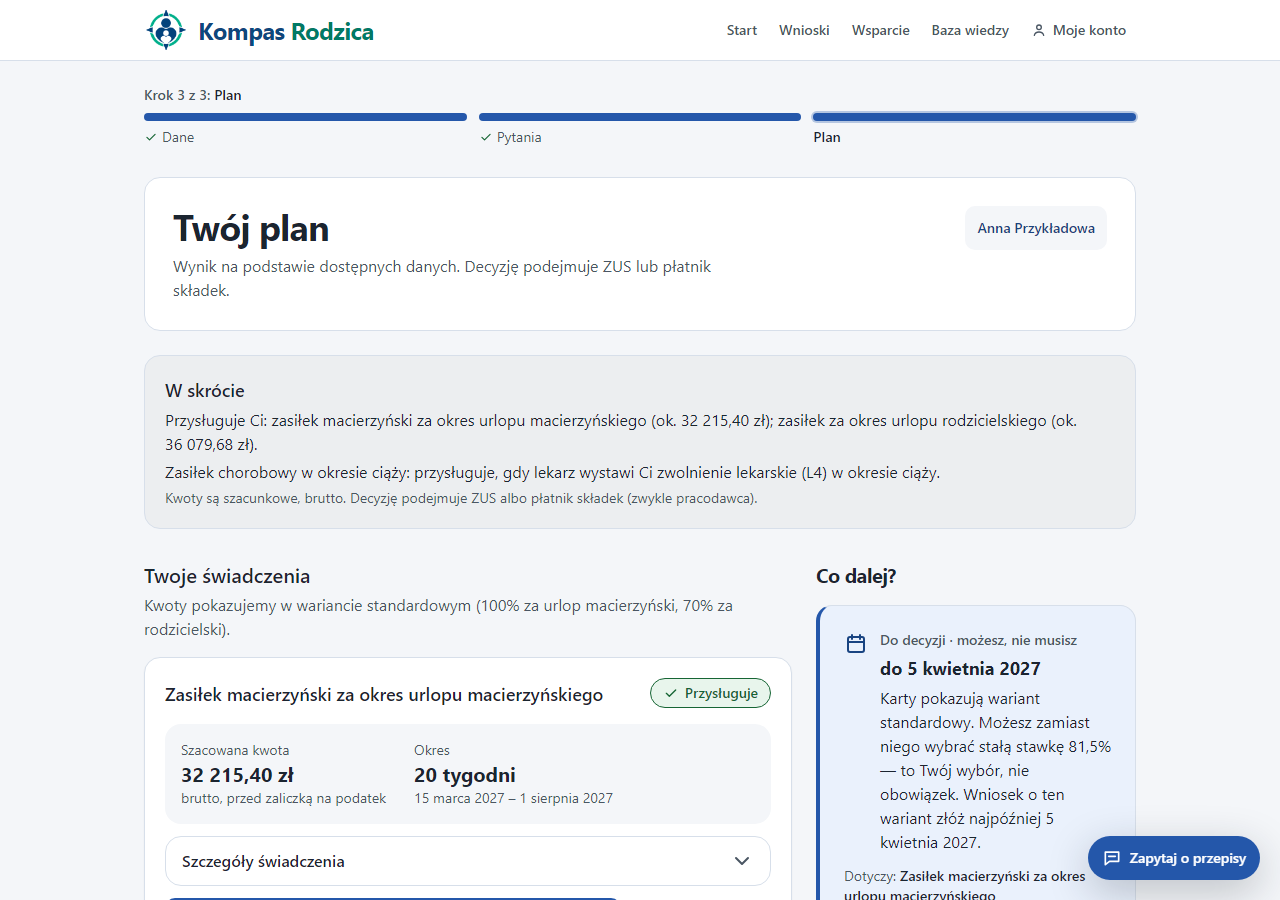 Kompas Rodzica
Start
Wnioski
Wsparcie
Baza wiedzy
Moje konto
Krok 3 z 3: Plan
Dane
Pytania
Plan
Twój plan
Anna Przykładowa
Wynik na podstawie dostępnych danych. Decyzję podejmuje ZUS lub płatnik
składek.
W skrócie
Przysługuje Ci: zasiłek macierzyński za okres urlopu macierzyńskiego (ok. 32 215,40 zł); zasiłek za okres urlopu rodzicielskiego (ok.
36 079,68 zł).
Zasiłek chorobowy w okresie ciąży: przysługuje, gdy lekarz wystawi Ci zwolnienie lekarskie (L4) w okresie ciąży.
Kwoty są szacunkowe, brutto. Decyzję podejmuje ZUS albo płatnik składek (zwykle pracodawca).
Twoje świadczenia
Kwoty pokazujemy w wariancie standardowym (100% za urlop macierzyński, 70% za
rodzicielski).
Zasiłek macierzyński za okres urlopu macierzyńskiego
Przysługuje
Szacowana kwota
32 215,40 zł
brutto, przed zaliczką na podatek
Okres
20 tygodni
15 marca 2027 – 1 sierpnia 2027
Szczegóły świadczenia
Co dalej?
Do decyzji · możesz, nie musisz
do 5 kwietnia 2027
Karty pokazują wariant
standardowy. Możesz zamiast
niego wybrać stałą stawkę 81,5%
— to Twój wybór, nie
obowiązek. Wniosek o ten
wariant złóż najpóźniej 5
kwietnia 2027.
Dotyczy: Zasiłek macierzyński za okres
urlopu macierzyńskiego
Zapytaj o przepisy